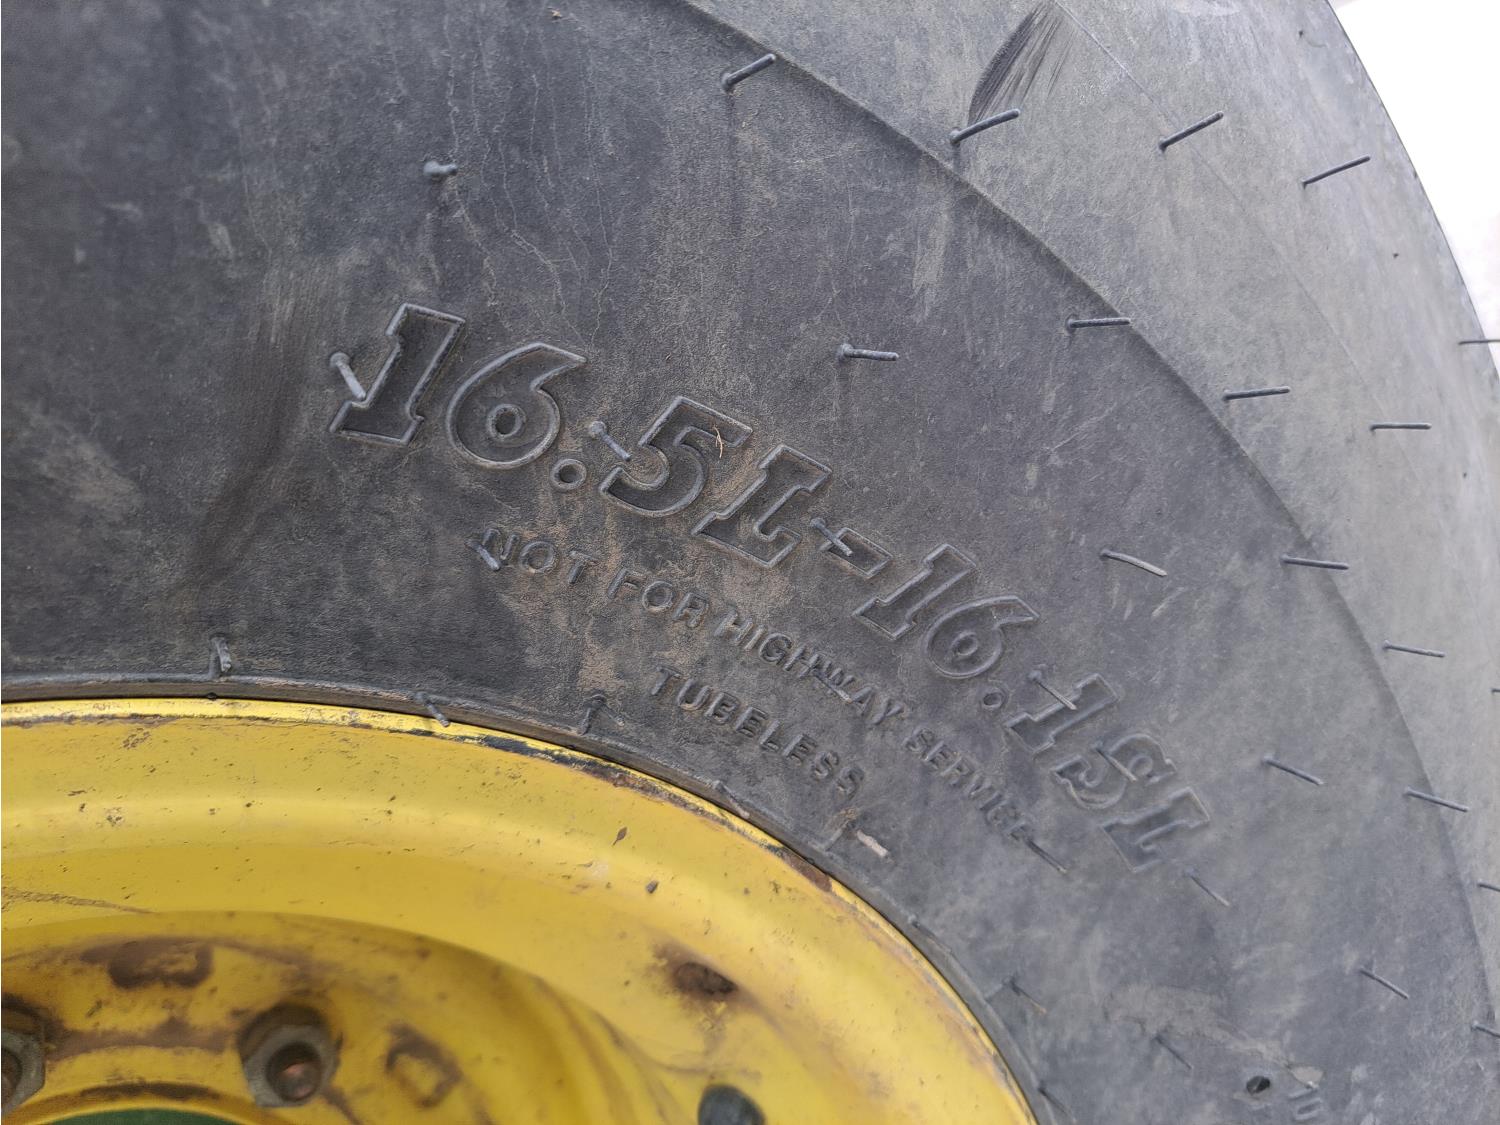 16.5L-16.1SL
NOT FOR HIGHWAY SERVICE
TUBELESS